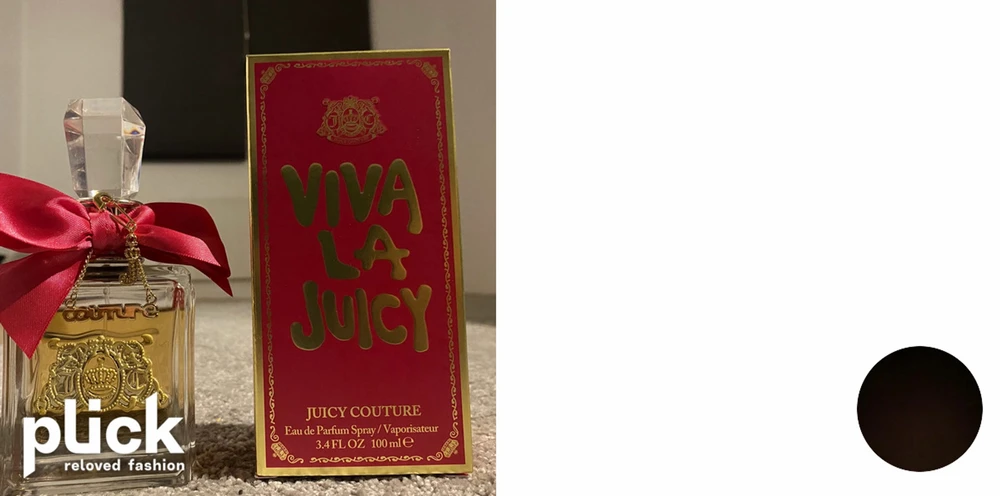 VIVA
LA
JUICY
JUICY COUTURE
Eau de Parfum Spray / Vaporisateur
3.4 FL OZ 100 ml ℮
couture
plick
reloved fashion